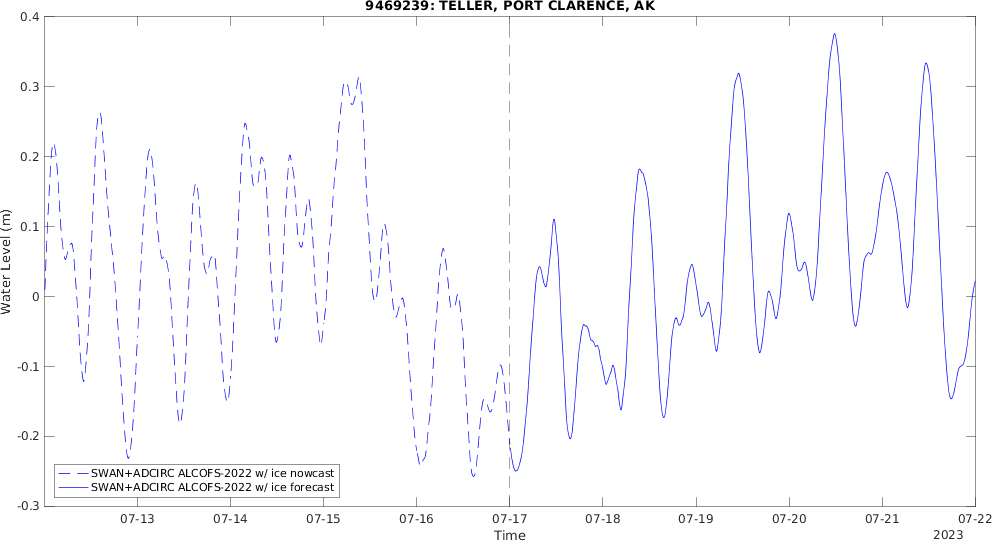 9469239: TELLER, PORT CLARENCE, AK
0.4
0.3
0.2
0.1
0
-0.1
-0.2
-0.3
Water Level (m)
SWAN+ADCIRC ALCOFS-2022 w/ ice nowcast
SWAN+ADCIRC ALCOFS-2022 w/ ice forecast
07-13 07-14 07-15 07-16 07-17 07-18 07-19 07-20 07-21 07-22
Time
2023